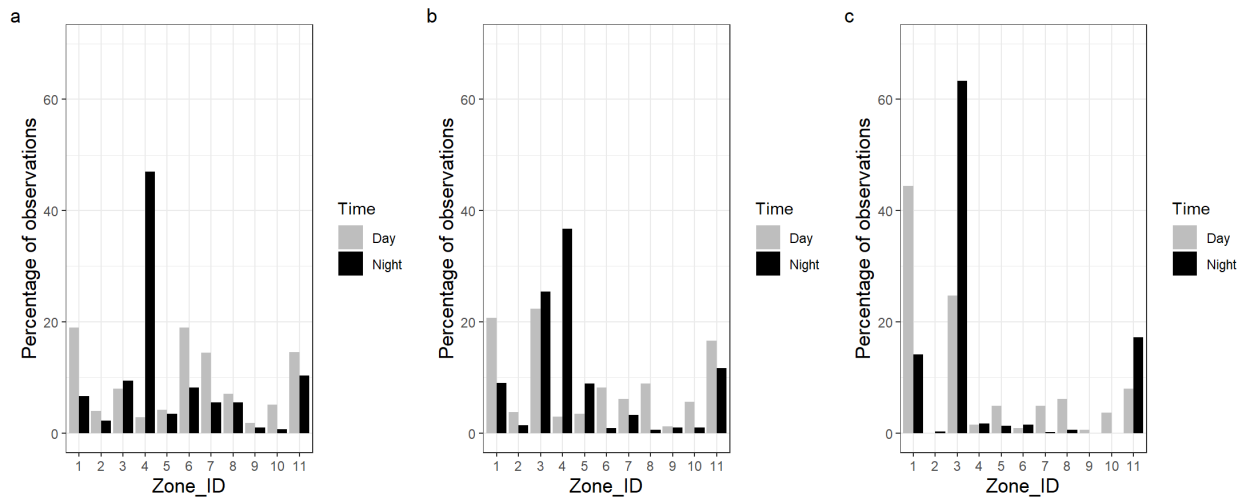 a
Percentage of observations
60
40
20
0
1 2 3 4 5 6 7 8 9 10 11
Zone_ID
Time
Day
Night
b
Percentage of observations
60
40
20
0
1 2 3 4 5 6 7 8 9 10 11
Zone_ID
Time
Day
Night
c
Percentage of observations
60
40
20
0
1 2 3 4 5 6 7 8 9 10 11
Zone_ID
Time
Day
Night